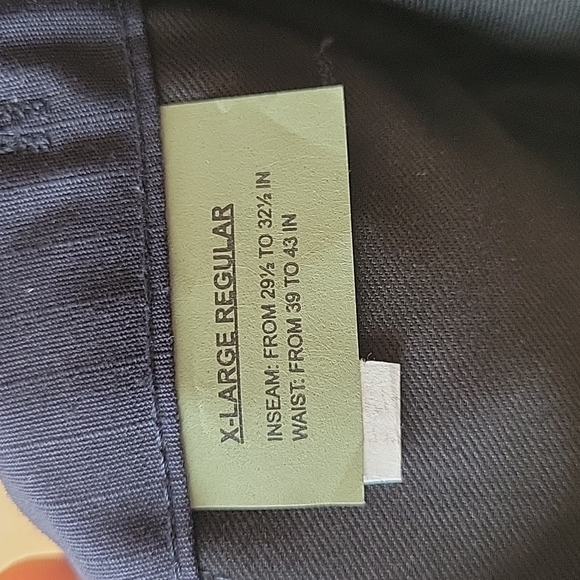 X-LARGE REGULAR
INSEAM: FROM 29½ TO 32½ IN
WAIST: FROM 39 TO 43 IN